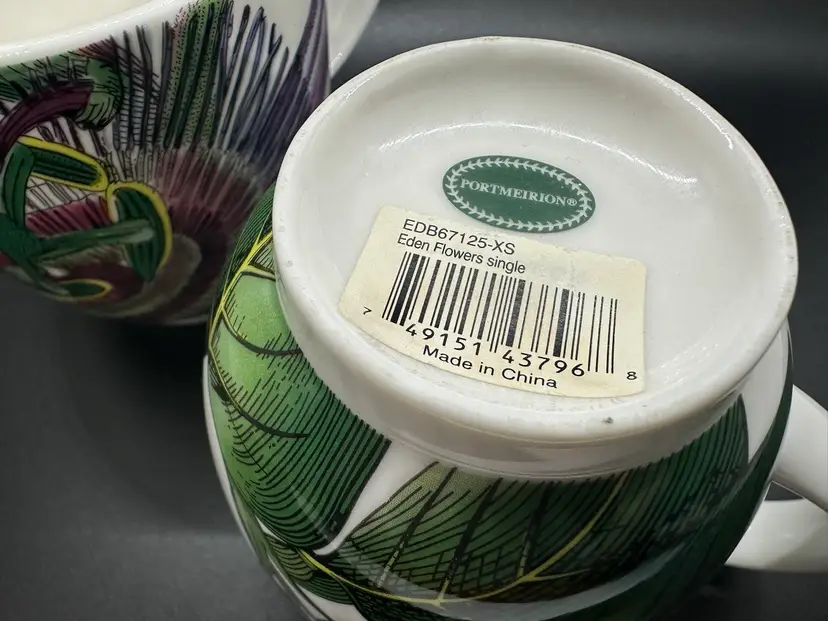 PORTMEIRION®
EDB67125-XS
Eden Flowers single
7 49151 43796 8
Made in China